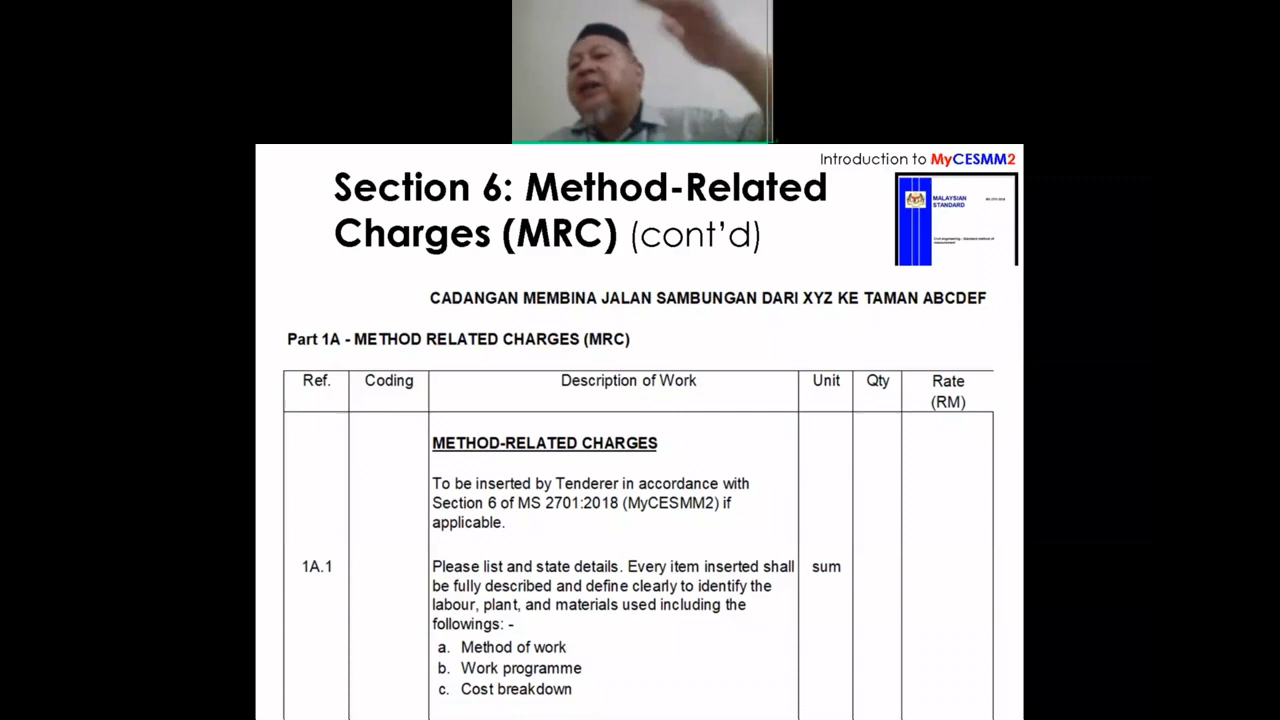 Introduction to MyCESMM2
Section 6: Method-Related
Charges (MRC) (cont'd)
MALAYSIAN
STANDARD
CADANGAN MEMBINA JALAN SAMBUNGAN DARI XYZ KE TAMAN ABCDEF
Part 1A - METHOD RELATED CHARGES (MRC)
Ref. Coding Description of Work Unit Qty Rate
(RM)
METHOD-RELATED CHARGES
To be inserted by Tenderer in accordance with
Section 6 of MS 2701:2018 (MyCESMM2) if
applicable.
1A.1 Please list and state details. Every item inserted shall sum
be fully described and define clearly to identify the
labour, plant, and materials used including the
followings: -
a. Method of work
b. Work programme
c. Cost breakdown